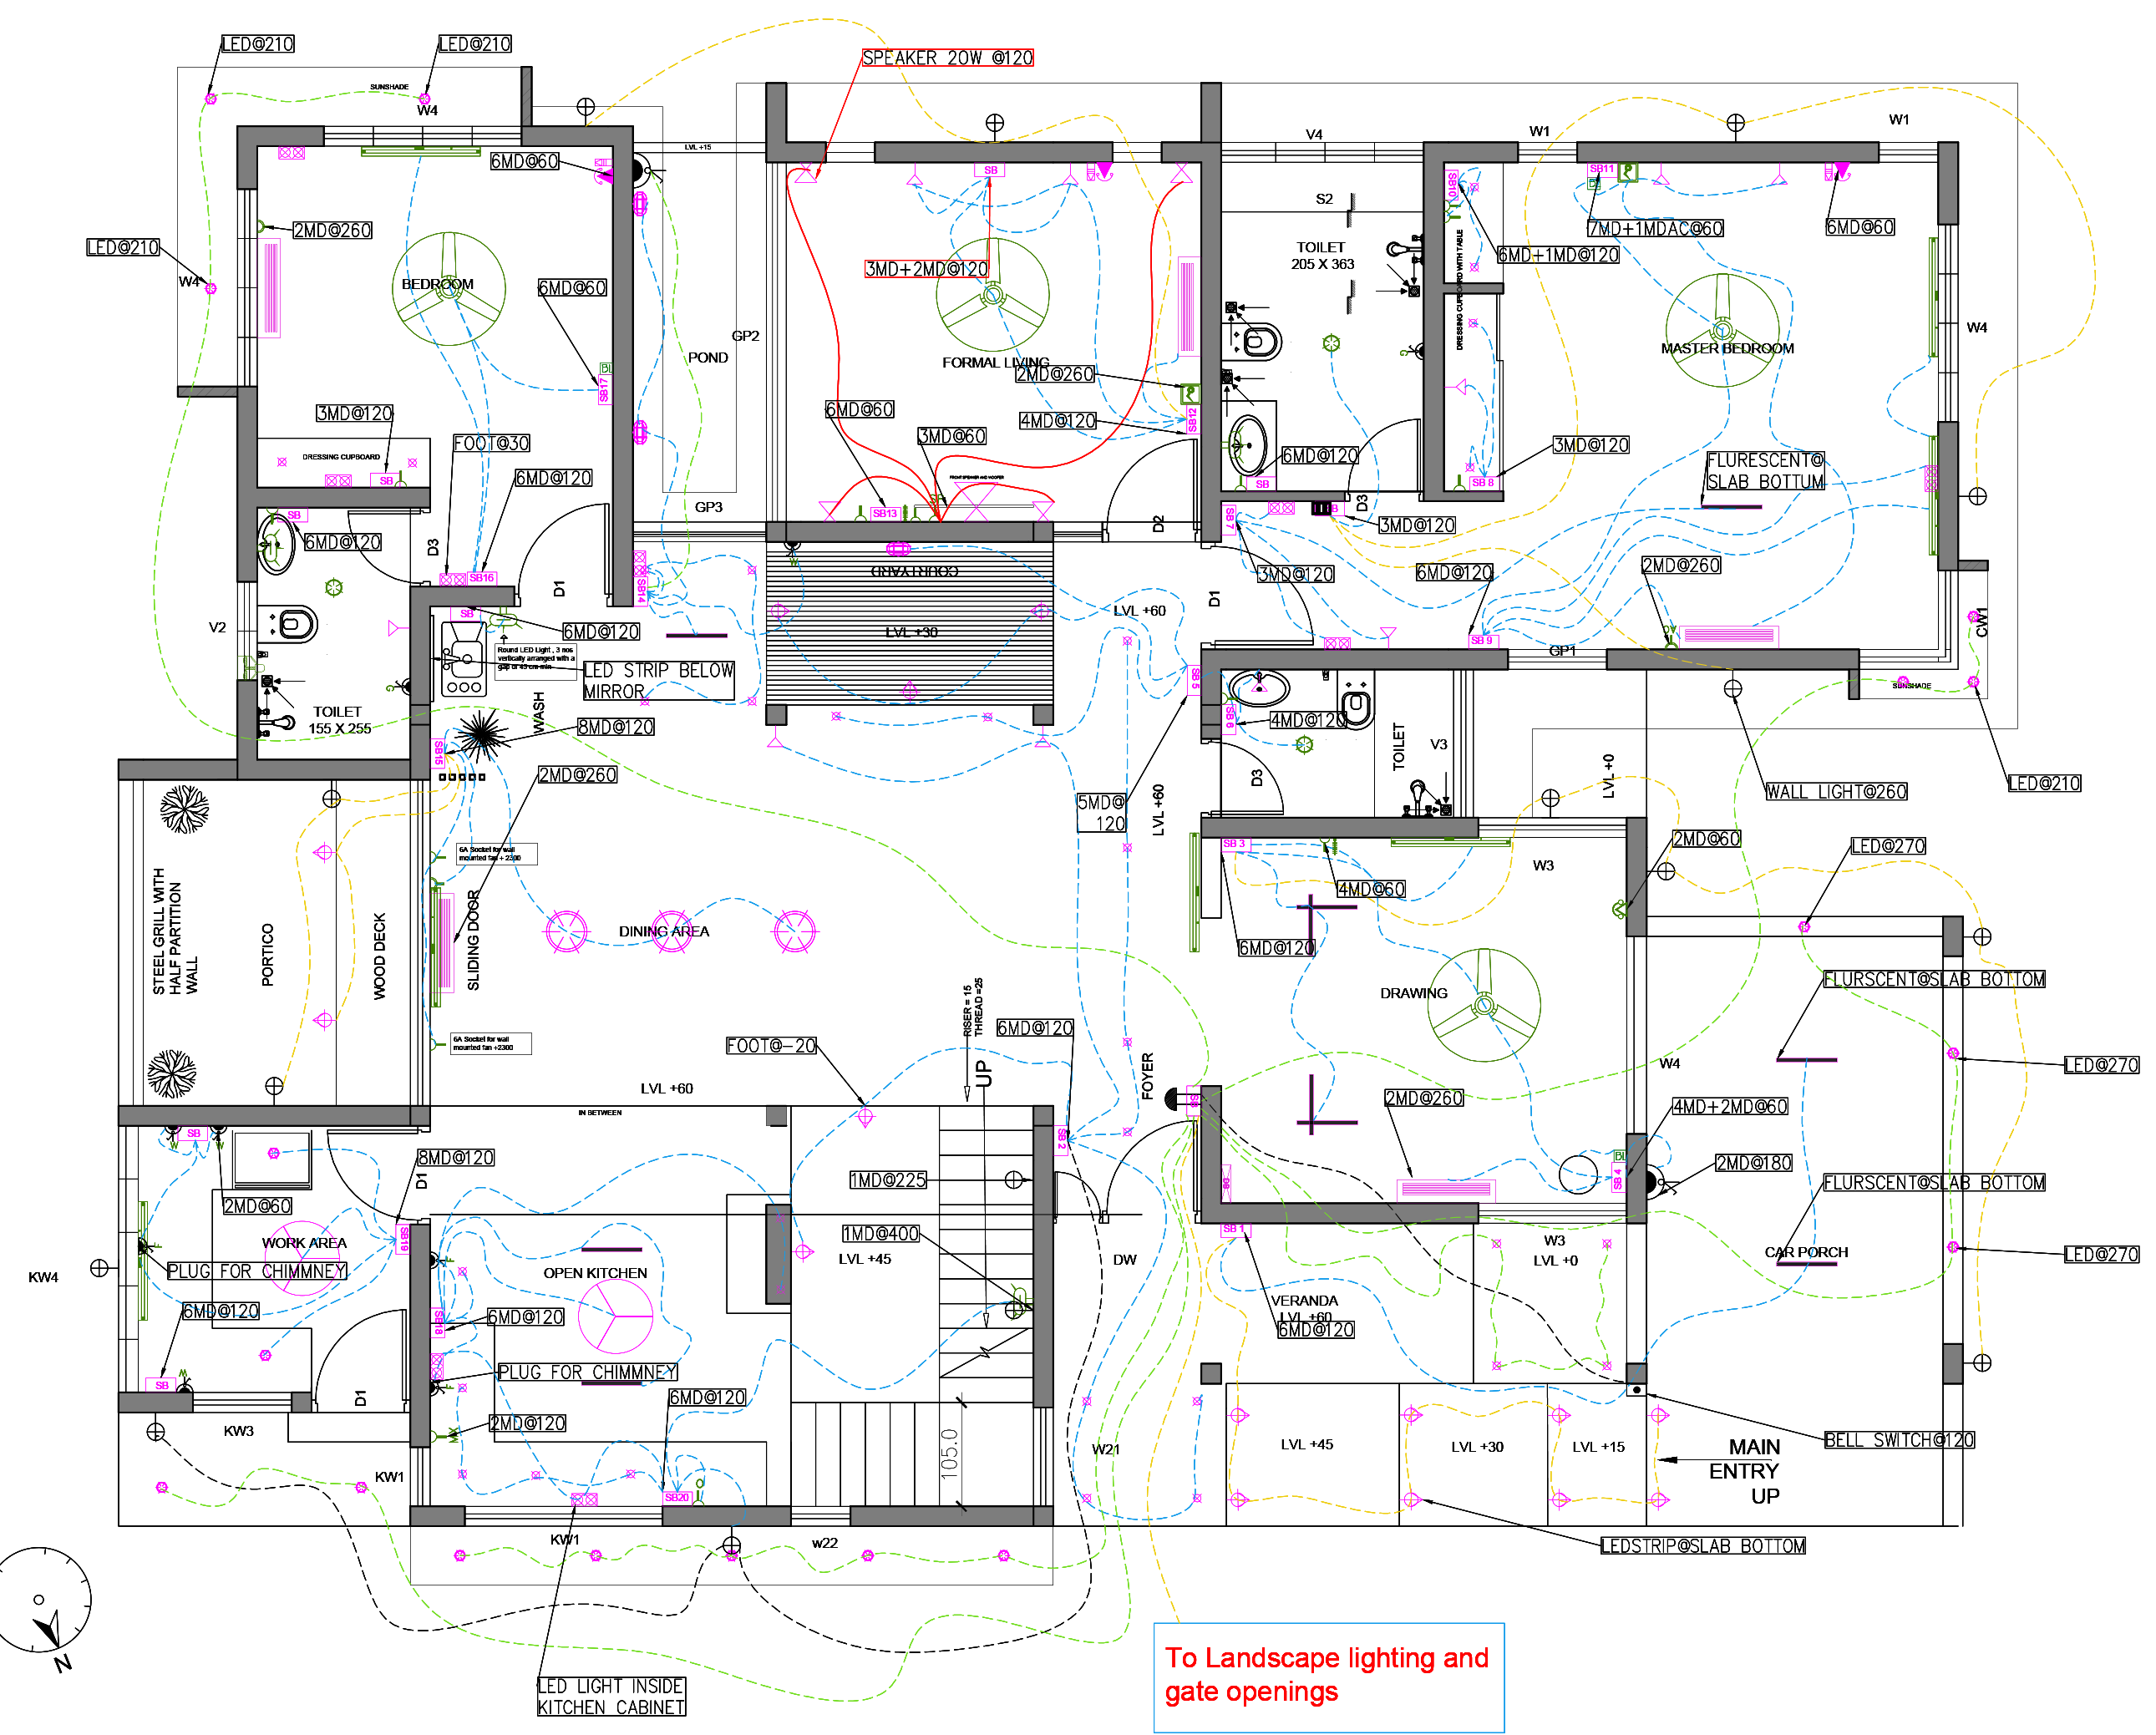 LED@210
LED@210
SPEAKER 20W @120
SUNSHADE
W4
V4
W1
W1
LVL +15
6MD@60
SB
SB10
SB11
2MD@260
S2
7MD+1MDAC@60
6MD@60
LED@210
TOILET
205 X 363
6MD+1MD@120
3MD+2MD@120
W4
BEDROOM
6MD@60
DRESSING CUPBOARD WITH TABLE
GP2
POND
FORMAL LIVING
MASTER BEDROOM
W4
2MD@260
BL
SB17
G
3MD@120
6MD@60
4MD@120
SB12
3MD@60
FOOT@30
6MD@120
3MD@120
DRESSING CUPBOARD
FLURESCENT@
SLAB BOTTUM
SB
6MD@120
FRONT SPEAKER AND WOOFER
SB
SB 8
GP3
SB13
SB
D3
D2
SB 7
D3
3MD@120
6MD@120
W
COURTYARD
3MD@120
6MD@120
2MD@260
SB16
D1
SB14
D1
LVL +60
V2
SB
6MD@120
LVL +30
SB 9
CW1
Round LED Light , 3 nos
vertically arranged with a
GP1
LED STRIP BELOW
MIRROR
SB 5
SUNSHADE
G
TOILET
155 X 255
WASH
8MD@120
SB 6
4MD@120
TOILET
V3
SB15
2MD@260
D3
LVL +0
LED@210
5MD@
120
LVL +60
WALL LIGHT@260
6A Socket for wall
mounted fan + 2300
SB 3
2MD@60
LED@270
W3
4MD@60
STEEL GRILL WITH
HALF PARTITION
WALL
PORTICO
WOOD DECK
SLIDING DOOR
DINING AREA
6MD@120
FLURSCENT@SLAB BOTTOM
DRAWING
RISER = 15
THREAD =25
6A Socket for wall
mounted fan +2300
FOOT@-20
6MD@120
UP
FOYER
W4
LED@270
LVL +60
2MD@260
4MD+2MD@60
IN BETWEEN
SB
SB
W
W
SB 2
8MD@120
D1
BL
2MD@180
1MD@225
SB 4
FLURSCENT@SLAB BOTTOM
2MD@60
1MD@400
SB 1
WORK AREA
SB19
W3
LVL +0
CAR PORCH
LED@270
LVL +45
DW
KW4
PLUG FOR CHIMMNEY
OPEN KITCHEN
VERANDA
LVL +60
6MD@120
6MD@120
SB18
6MD@120
PLUG FOR CHIMMNEY
W
SB
D1
6MD@120
2MD@120
MX
KW3
105.0
W21
LVL +45
LVL +30
LVL +15
MAIN
ENTRY
UP
BELL SWITCH@120
KW1
SB20
KW1
w22
LEDSTRIP@SLAB BOTTOM
N
To Landscape lighting and
gate openings
LED LIGHT INSIDE
KITCHEN CABINET